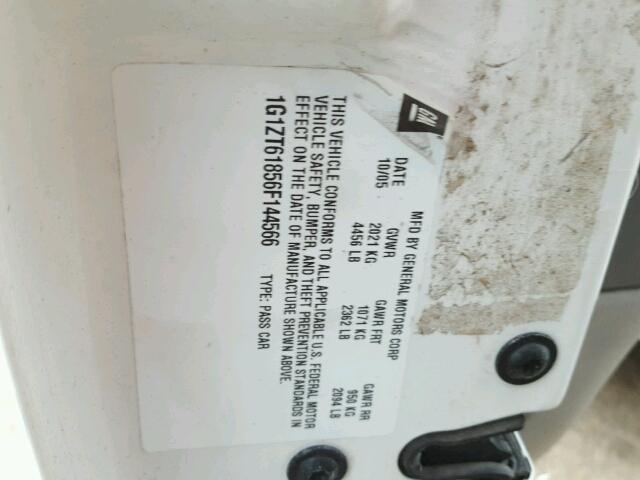 GM
MFD BY GENERAL MOTORS CORP
DATE GVWR GAWR FRT GAWR RR
10/05 2021 KG 1071 KG 950 KG
4456 LB 2362 LB 2094 LB
THIS VEHICLE CONFORMS TO ALL APPLICABLE U.S. FEDERAL MOTOR
VEHICLE SAFETY, BUMPER, AND THEFT PREVENTION STANDARDS IN
EFFECT ON THE DATE OF MANUFACTURE SHOWN ABOVE.
1G1ZT61856F144566 TYPE: PASS CAR